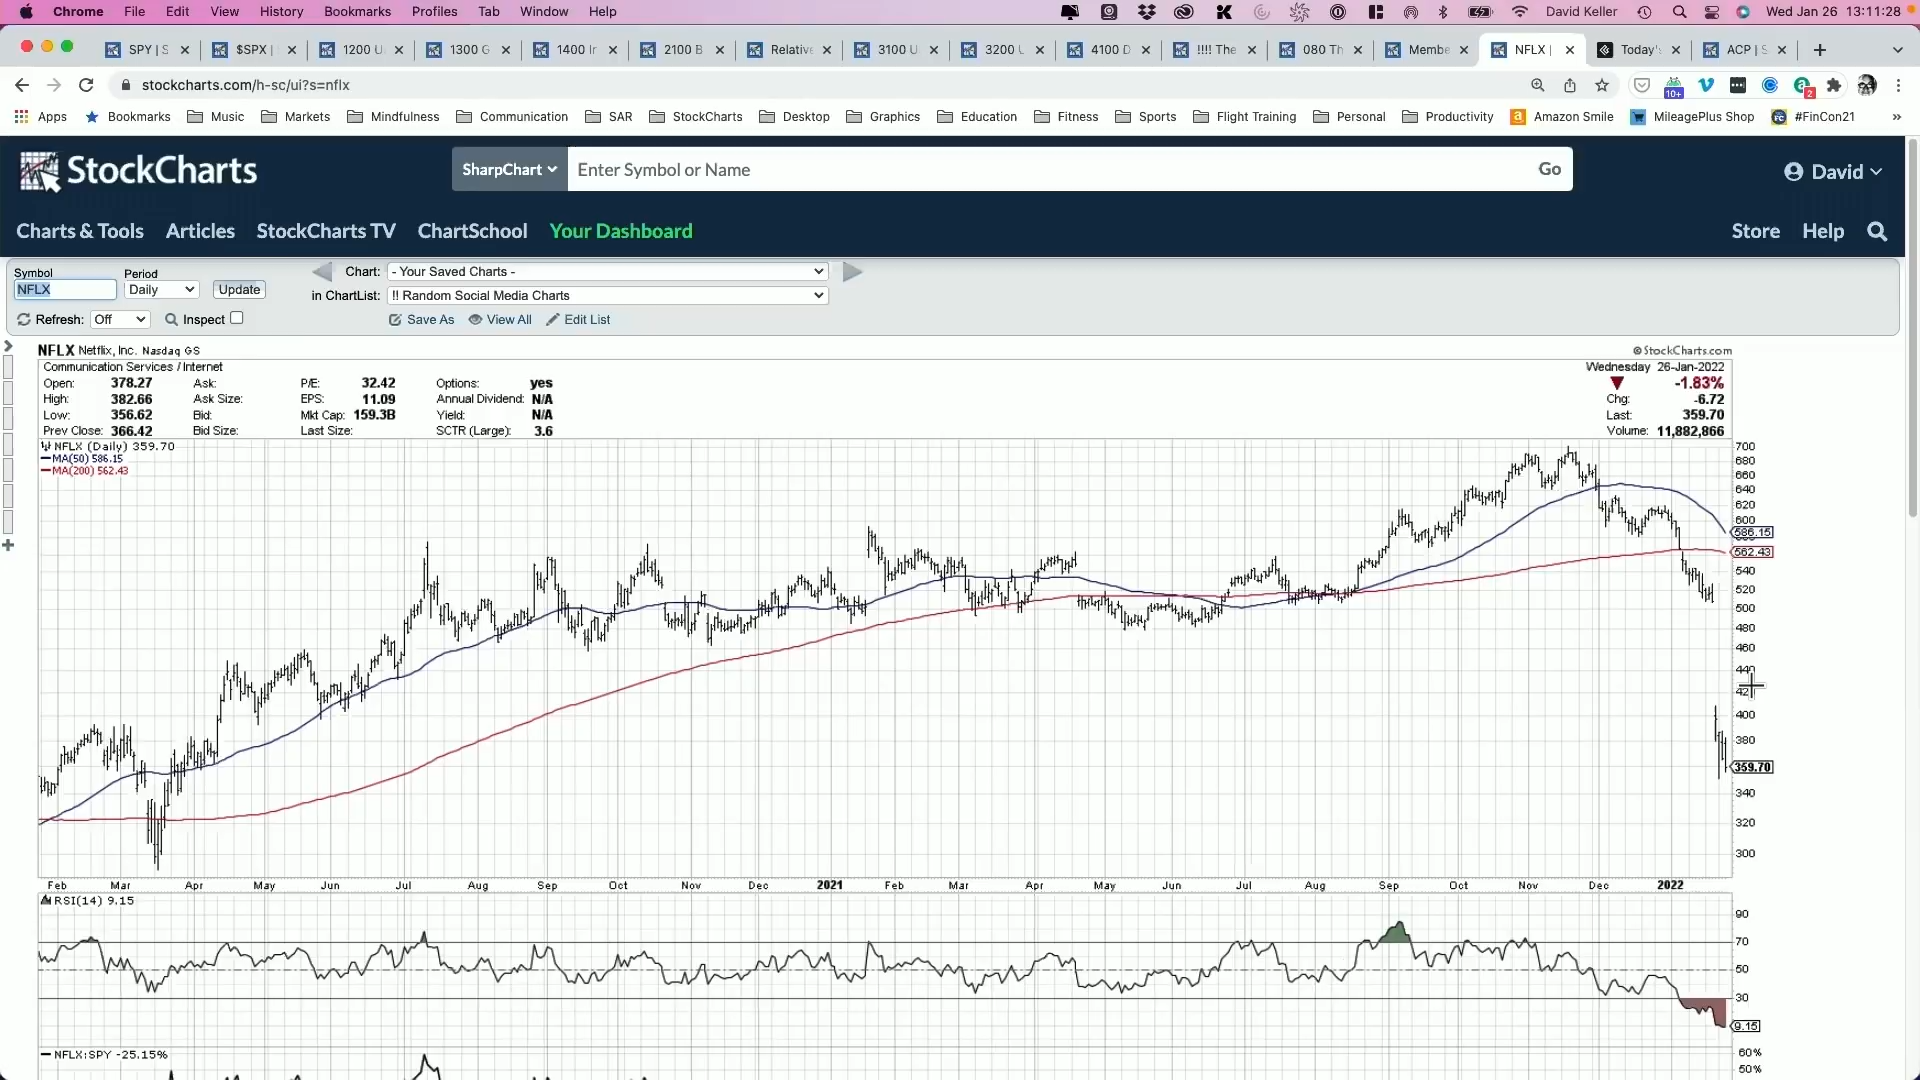 Chrome File Edit View History Bookmarks Profiles Tab Window Help David Keller Wed Jan 26 13:11:28
SPY | S $SPX | 1200 U 1300 G 1400 Ir 2100 B Relative 3100 U 3200 U 4100 D !!!! The 080 Th Membe NFLX | Today' ACP | S
stockcharts.com/h-sc/ui?s=nflx
10+ 2
Apps Bookmarks Music Markets Mindfulness Communication SAR StockCharts Desktop Graphics Education Fitness Sports Flight Training Personal Productivity Amazon Smile MileagePlus Shop #FinCon21 »
StockCharts SharpChart Enter Symbol or Name Go David
Charts & Tools Articles StockCharts TV ChartSchool Your Dashboard Store Help
Symbol Period Chart: - Your Saved Charts -
NFLX Daily Update in ChartList: !! Random Social Media Charts
Refresh: Off Inspect Save As View All Edit List
NFLX Netflix, Inc. Nasdaq GS ©StockCharts.com
Communication Services / Internet Wednesday 26-Jan-2022
Open: 378.27 Ask: P/E: 32.42 Options: yes -1.83%
High: 382.66 Ask Size: EPS: 11.09 Annual Dividend: N/A Chg: -6.72
Low: 356.62 Bid: Mkt Cap: 159.3B Yield: N/A Last: 359.70
Prev Close: 366.42 Bid Size: Last Size: SCTR (Large): 3.6 Volume: 11,882,866
NFLX (Daily) 359.70
MA(50) 586.15
MA(200) 562.43
700
680
660
640
620
600
586.15
562.43
540
520
500
480
460
440
42
400
380
359.70
340
320
300
Feb Mar Apr May Jun Jul Aug Sep Oct Nov Dec 2021 Feb Mar Apr May Jun Jul Aug Sep Oct Nov Dec 2022
RSI(14) 9.15
90
70
50
30
9.15
NFLX:SPY -25.15%
60%
50%